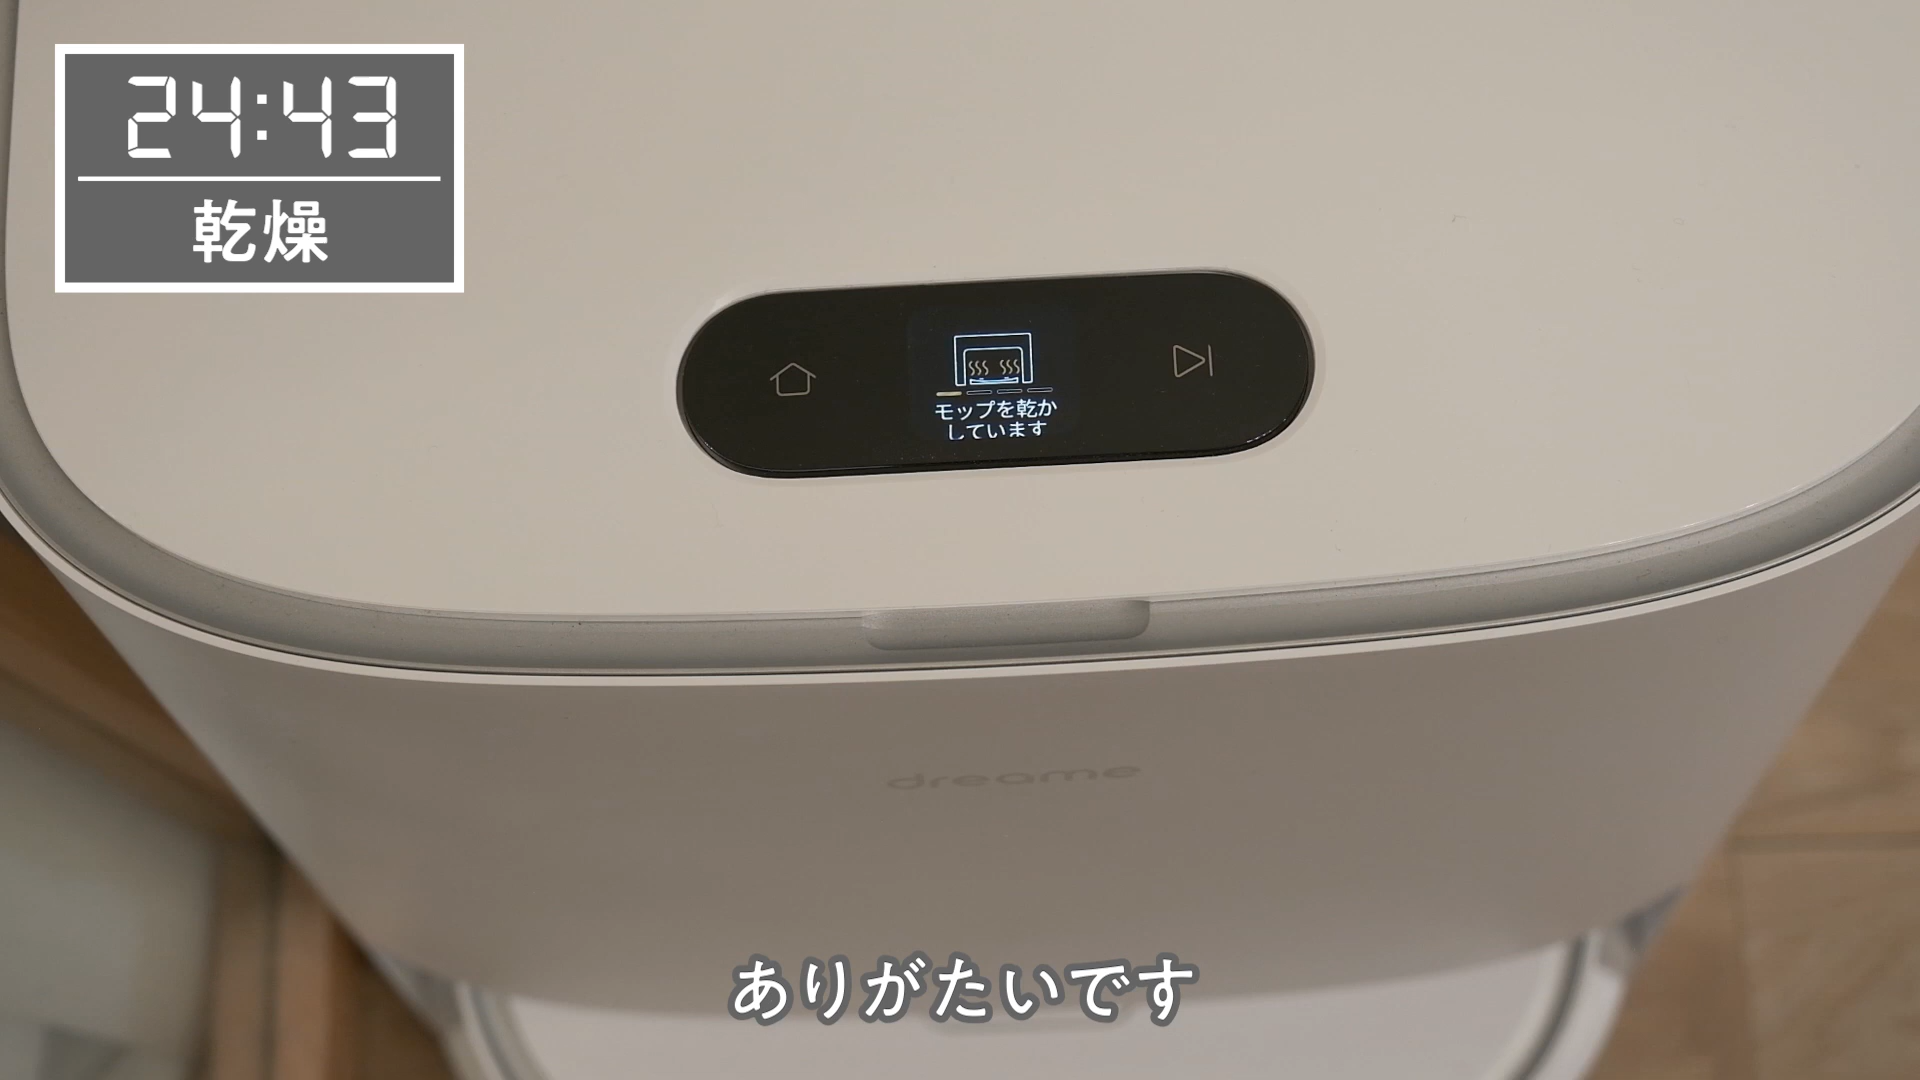 24:43
乾燥
モップを乾か
しています
dreame
ありがたいです